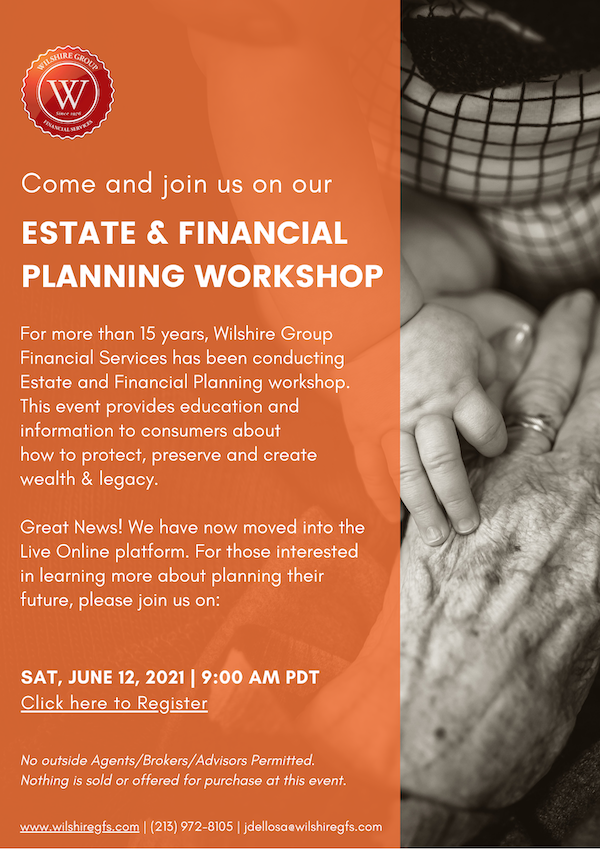 WILSHIRE GROUP
W
Since 1976
FINANCIAL SERVICES
Come and join us on our
ESTATE & FINANCIAL
PLANNING WORKSHOP
For more than 15 years, Wilshire Group
Financial Services has been conducting
Estate and Financial Planning workshop.
This event provides education and
information to consumers about
how to protect, preserve and create
wealth & legacy.
Great News! We have now moved into the
Live Online platform. For those interested
in learning more about planning their
future, please join us on:
SAT, JUNE 12, 2021 | 9:00 AM PDT
Click here to Register
No outside Agents/Brokers/Advisors Permitted.
Nothing is sold or offered for purchase at this event.
www.wilshiregfs.com | (213) 972-8105 | jdellosa@wilshiregfs.com